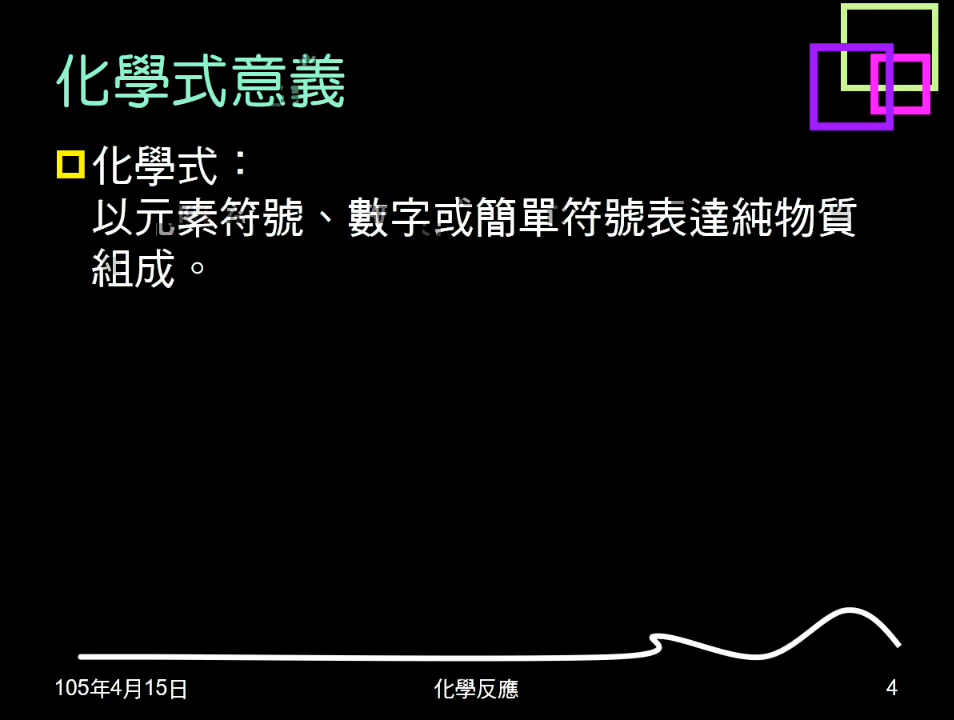 化學式意義
化學式：
以元素符號、數字或簡單符號表達純物質
組成。
105年4月15日
化學反應
4